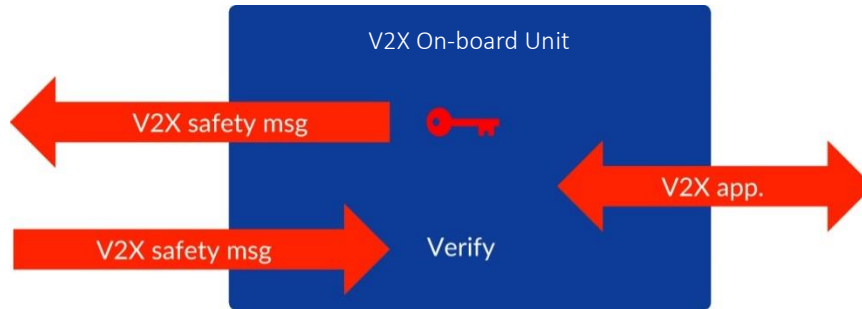 V2X On-board Unit
V2X safety msg
V2X app.
V2X safety msg
Verify